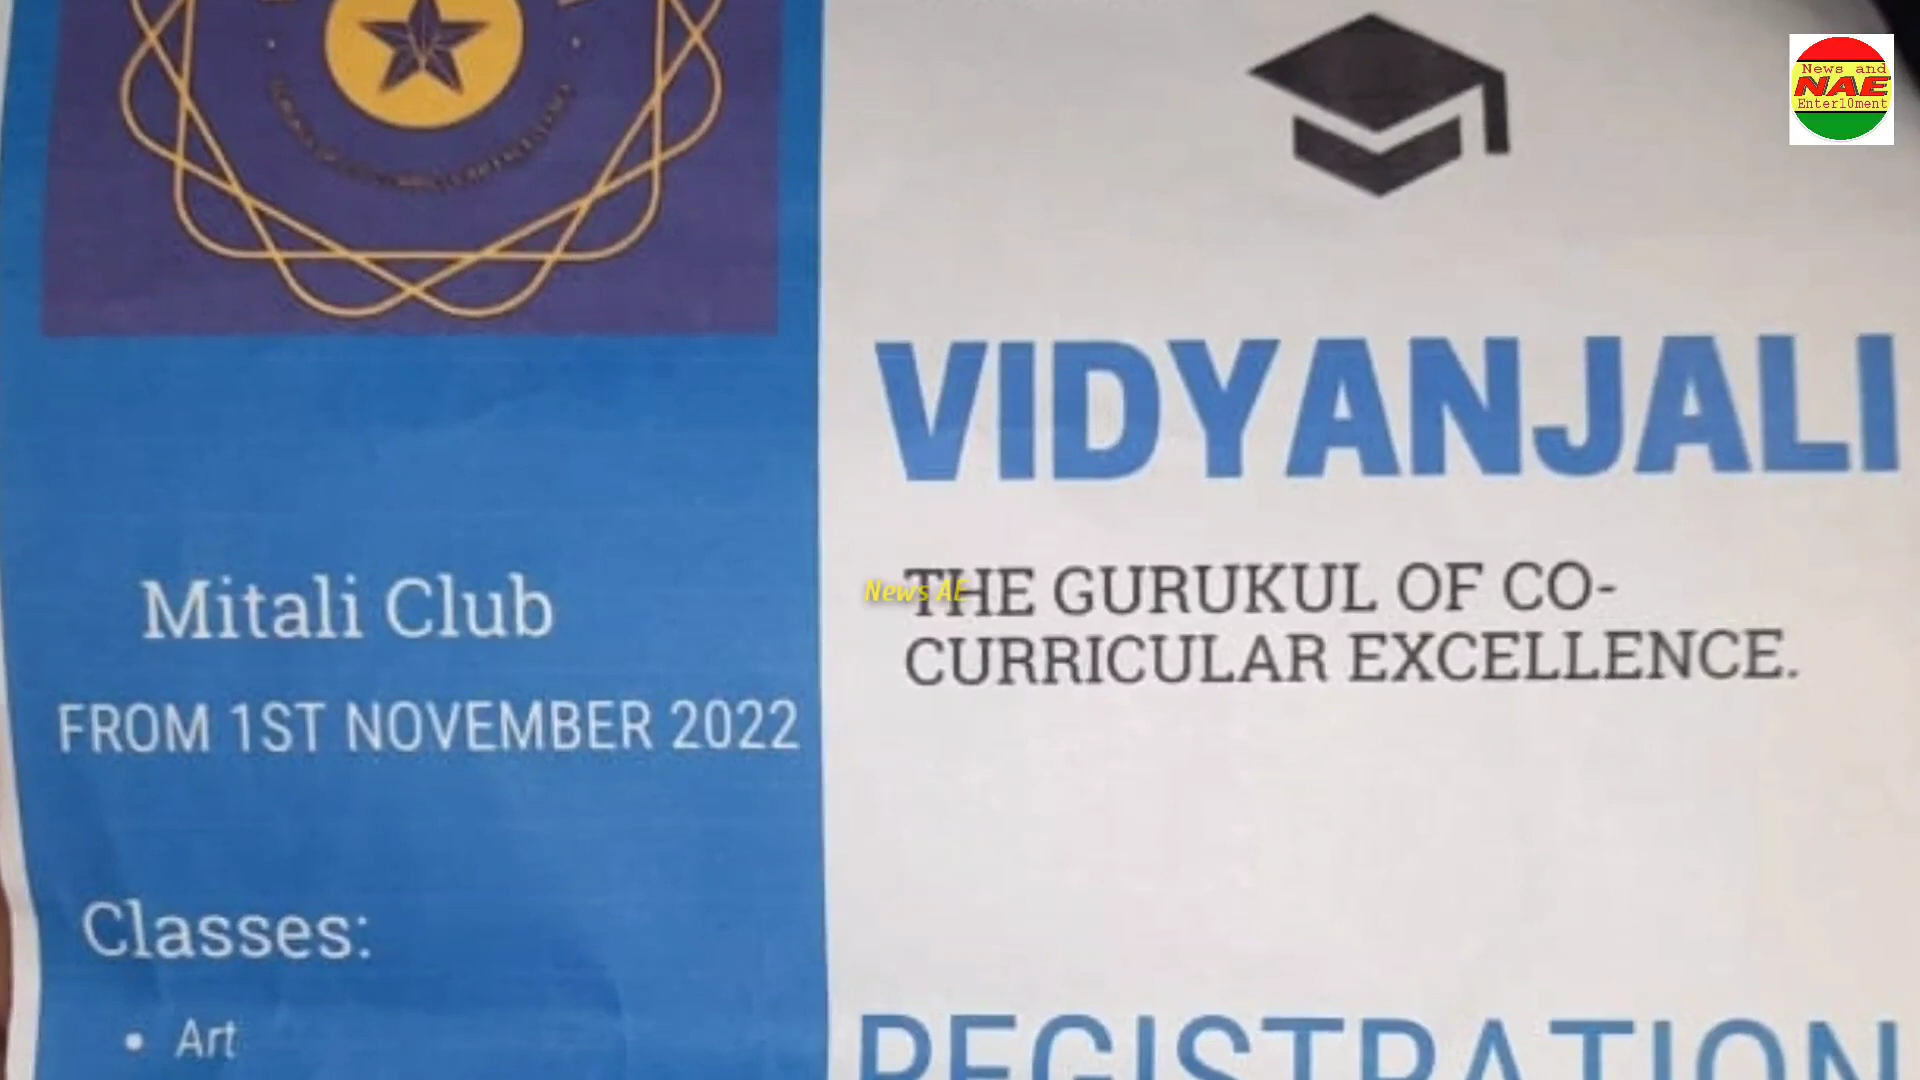 News and
NAE
Enter10ment
VIDYANJALI
THE GURUKUL OF CO-
CURRICULAR EXCELLENCE.
News AE
Mitali Club
FROM 1ST NOVEMBER 2022
Classes:
• Art
REGISTRATION